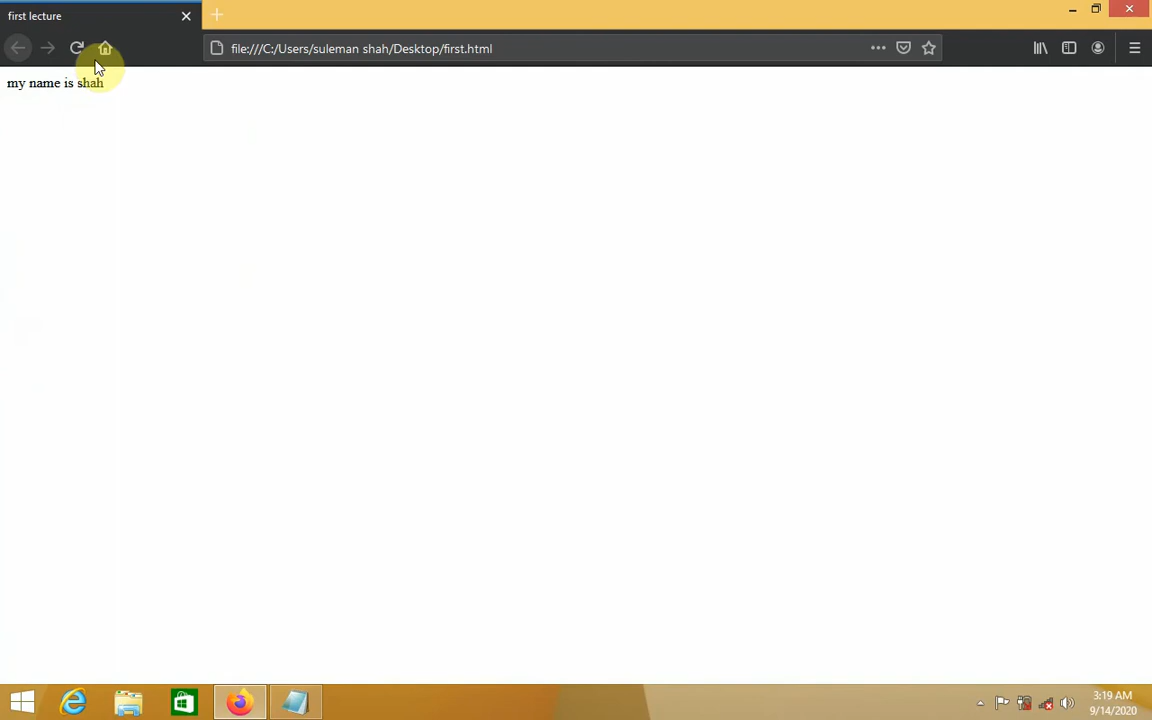 first lecture
file:///C:/Users/suleman shah/Desktop/first.html
my name is shah
3:19 AM
9/14/2020